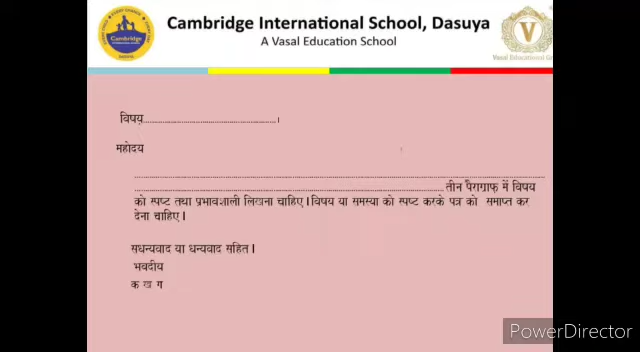 Cambridge International School, Dasuya
A Vasal Education School
Cambridge
Vasal Educational Gr
विषय..................................................।
महोदय
..................................................................................................................................
....................................................................................................तीन पैराग्राफ़ में विषय
को स्पष्ट तथा प्रभावशाली लिखना चाहिए।विषय या समस्या को स्पष्ट करके पत्र को समाप्त कर
देना चाहिए।
सधन्यवाद या धन्यवाद सहित।
भवदीय
क ख ग
PowerDirector